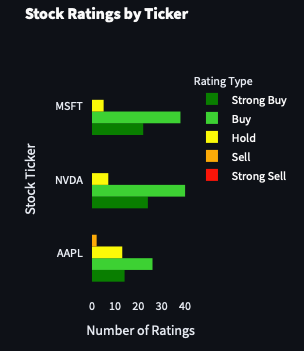 Stock Ratings by Ticker
Rating Type
Strong Buy
Buy
Hold
Sell
Strong Sell
Stock Ticker
MSFT
NVDA
AAPL
0 10 20 30 40
Number of Ratings